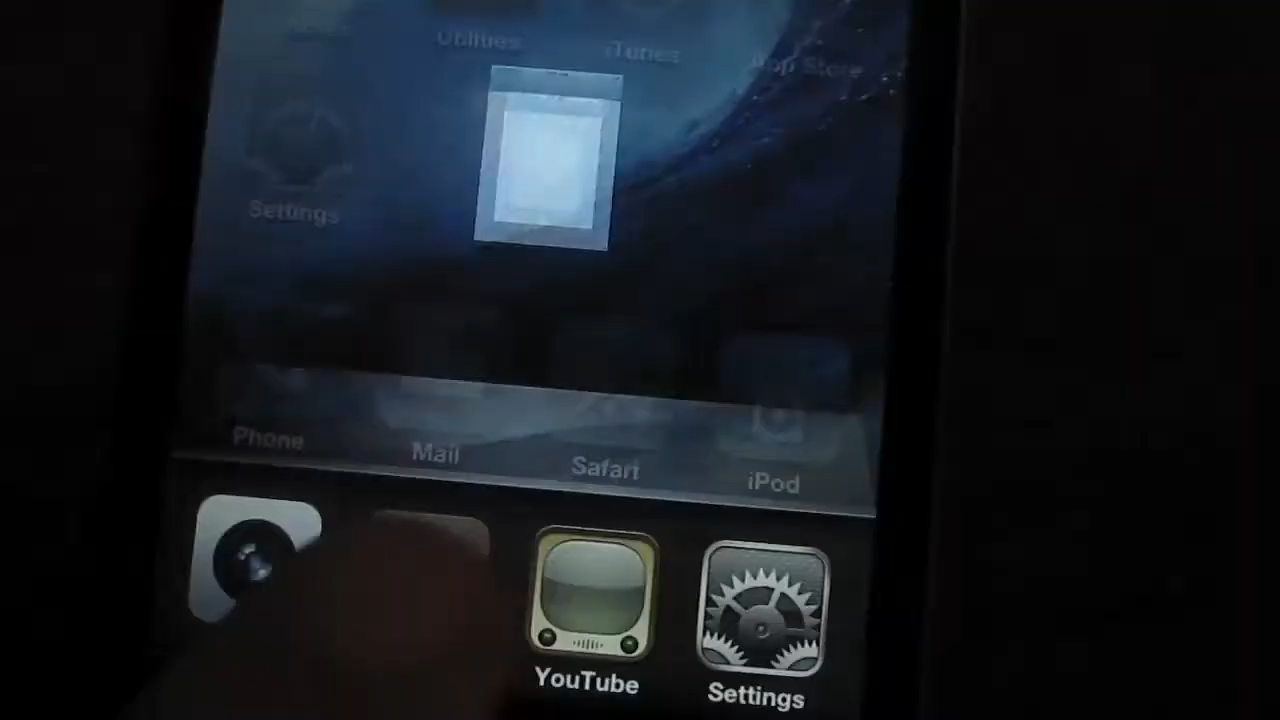 Utilities
iTunes
App Store
Settings
Phone
Mail
Safari
iPod
YouTube
Settings